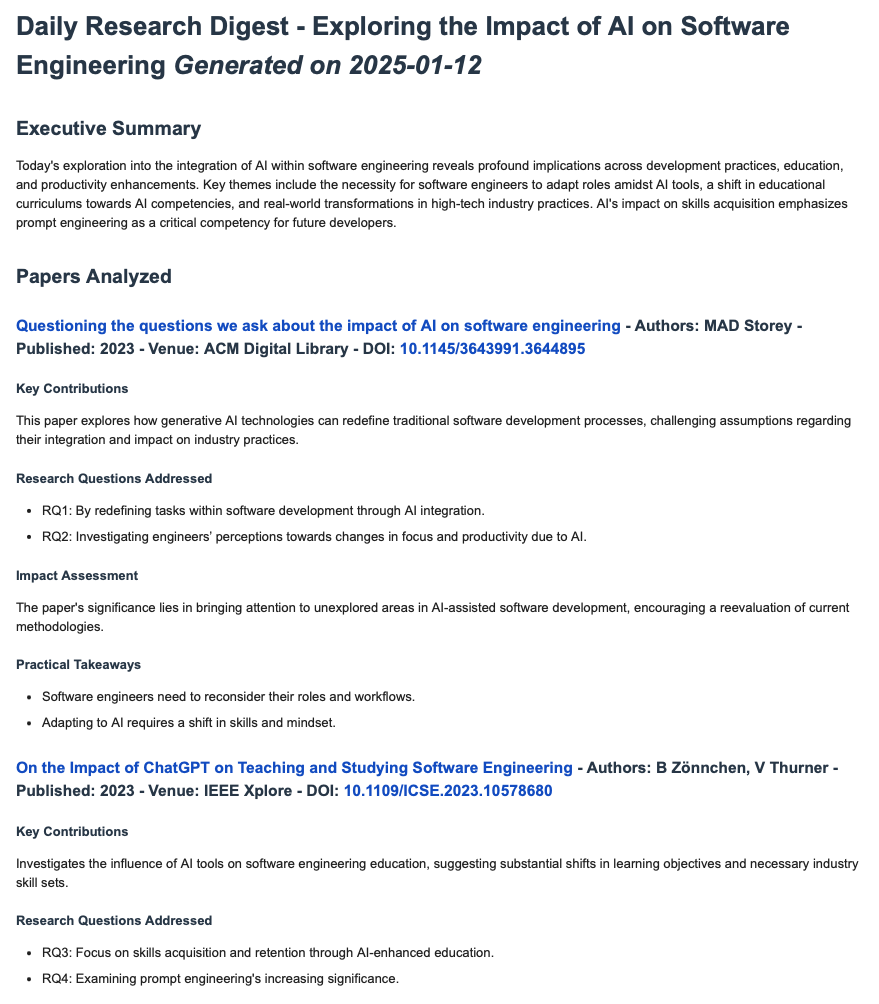 Daily Research Digest - Exploring the Impact of AI on Software
Engineering Generated on 2025-01-12
Executive Summary
Today's exploration into the integration of AI within software engineering reveals profound implications across development practices, education,
and productivity enhancements. Key themes include the necessity for software engineers to adapt roles amidst AI tools, a shift in educational
curriculums towards AI competencies, and real-world transformations in high-tech industry practices. AI's impact on skills acquisition emphasizes
prompt engineering as a critical competency for future developers.
Papers Analyzed
Questioning the questions we ask about the impact of AI on software engineering - Authors: MAD Storey -
Published: 2023 - Venue: ACM Digital Library - DOI: 10.1145/3643991.3644895
Key Contributions
This paper explores how generative AI technologies can redefine traditional software development processes, challenging assumptions regarding
their integration and impact on industry practices.
Research Questions Addressed
• RQ1: By redefining tasks within software development through AI integration.
• RQ2: Investigating engineers' perceptions towards changes in focus and productivity due to AI.
Impact Assessment
The paper's significance lies in bringing attention to unexplored areas in AI-assisted software development, encouraging a reevaluation of current
methodologies.
Practical Takeaways
• Software engineers need to reconsider their roles and workflows.
• Adapting to AI requires a shift in skills and mindset.
On the Impact of ChatGPT on Teaching and Studying Software Engineering - Authors: B Zönnchen, V Thurner -
Published: 2023 - Venue: IEEE Xplore - DOI: 10.1109/ICSE.2023.10578680
Key Contributions
Investigates the influence of AI tools on software engineering education, suggesting substantial shifts in learning objectives and necessary industry
skill sets.
Research Questions Addressed
• RQ3: Focus on skills acquisition and retention through AI-enhanced education.
• RQ4: Examining prompt engineering's increasing significance.